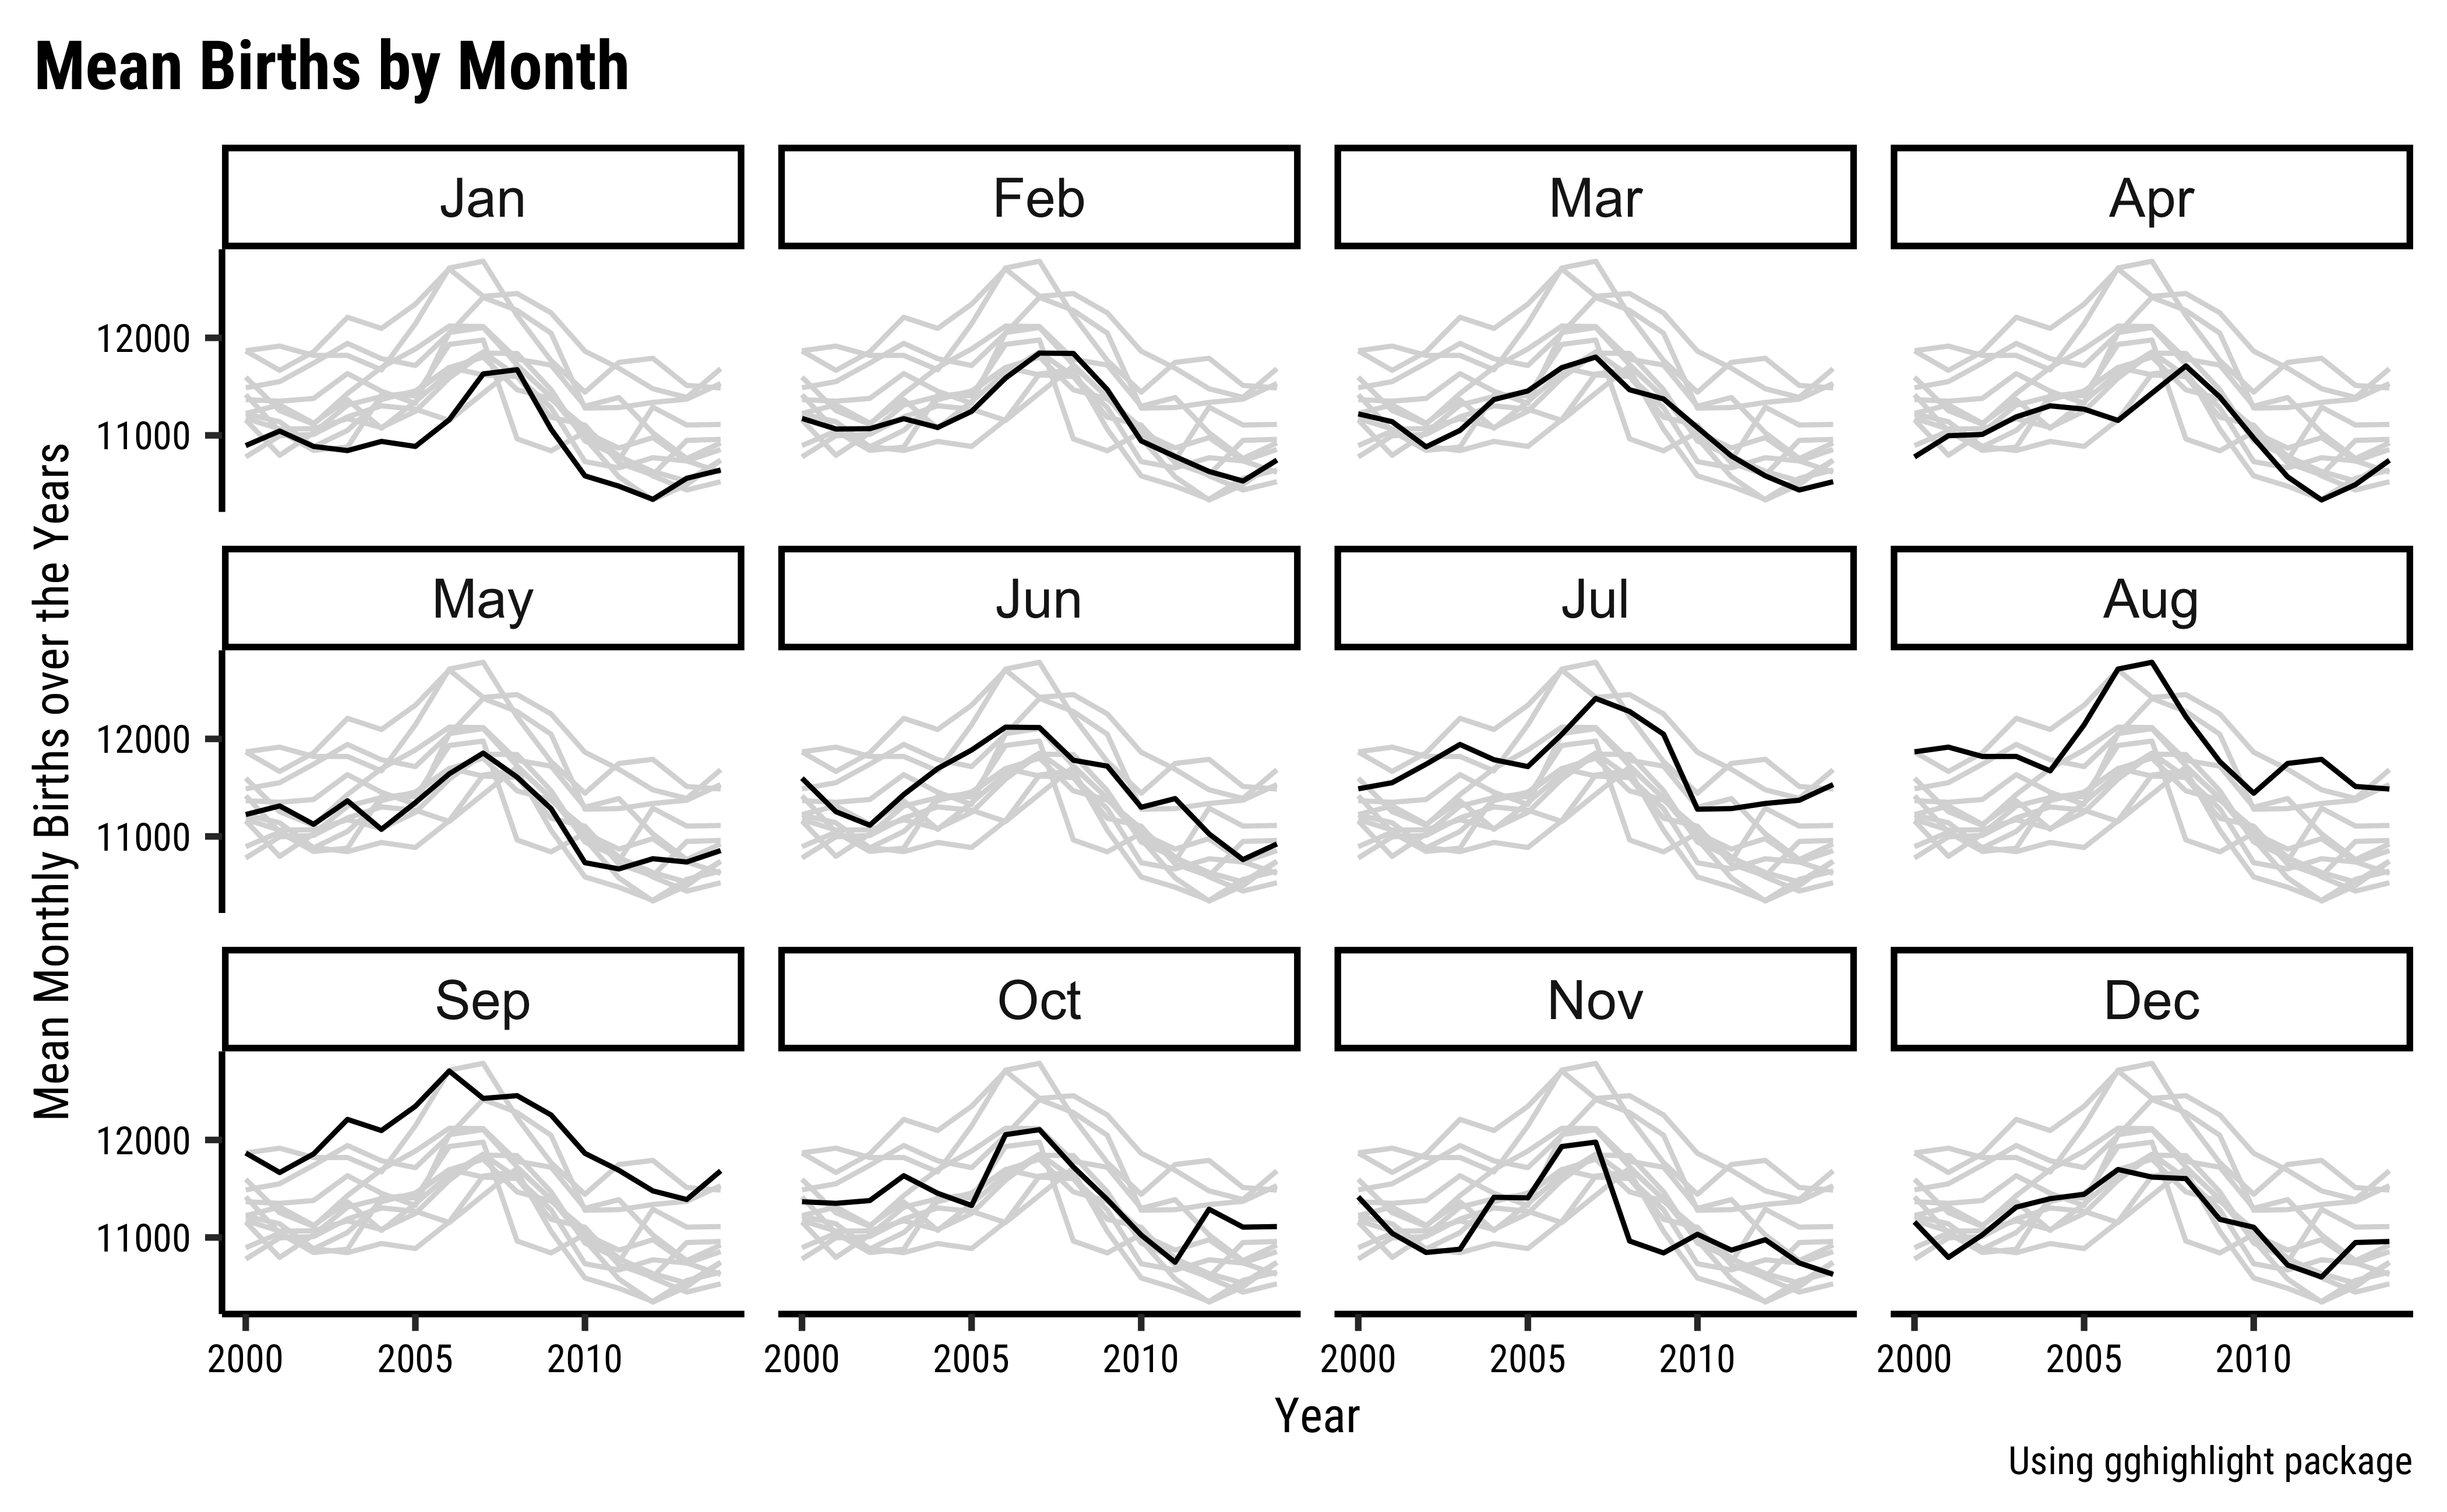 Mean Births by Month
Jan
Feb
Mar
Apr
12000
11000
May
Jun
Jul
Aug
12000
11000
Sep
Oct
Nov
Dec
12000
11000
Mean Monthly Births over the Years
2000 2005 2010
2000 2005 2010
2000 2005 2010
2000 2005 2010
Year
Using gghighlight package